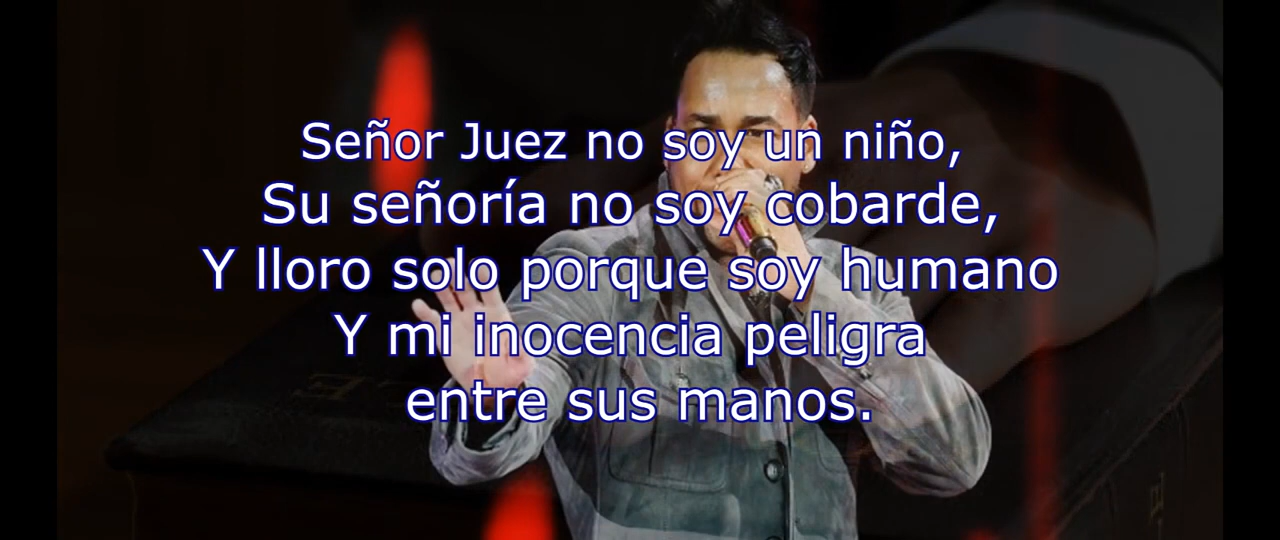 Señor Juez no soy un niño,
Su señoría no soy cobarde,
Y lloro solo porque soy humano
Y mi inocencia peligra
entre sus manos.